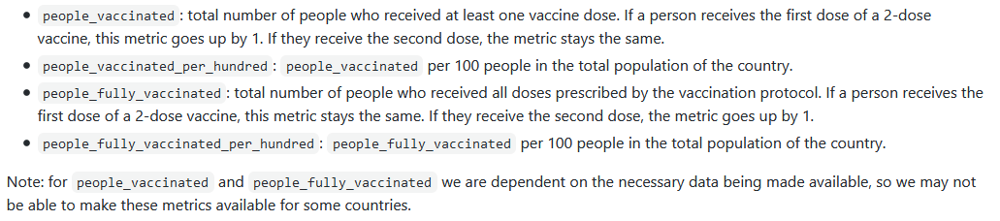 people_vaccinated : total number of people who received at least one vaccine dose. If a person receives the first dose of a 2-dose
vaccine, this metric goes up by 1. If they receive the second dose, the metric stays the same.
people_vaccinated_per_hundred : people_vaccinated per 100 people in the total population of the country.
people_fully_vaccinated : total number of people who received all doses prescribed by the vaccination protocol. If a person receives the
first dose of a 2-dose vaccine, this metric stays the same. If they receive the second dose, the metric goes up by 1.
people_fully_vaccinated_per_hundred : people_fully_vaccinated per 100 people in the total population of the country.
Note: for people_vaccinated and people_fully_vaccinated we are dependent on the necessary data being made available, so we may not
be able to make these metrics available for some countries.